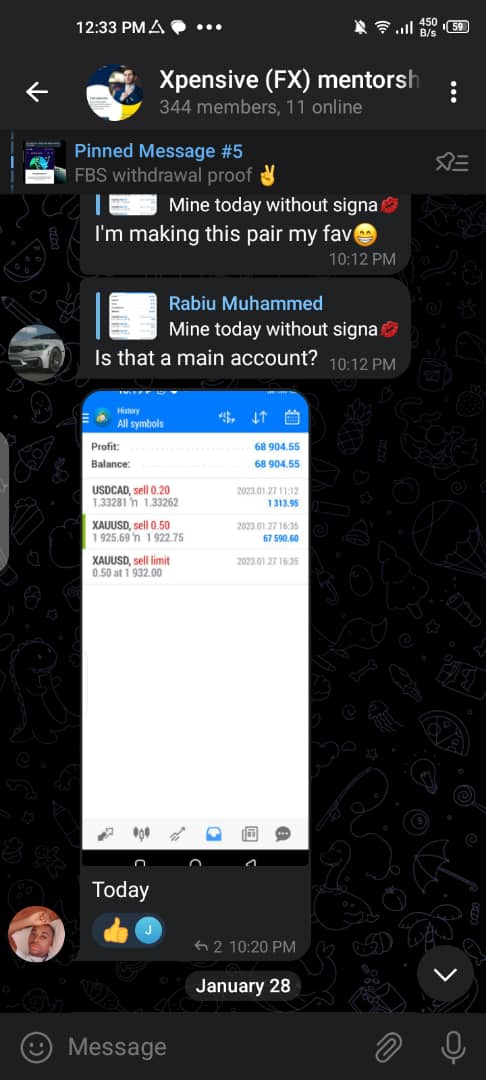 12:33 PM
450
B/s
59
Xpensive (FX) mentorsh
344 members, 11 online
Pinned Message #5
FBS withdrawal proof ✌️
Mine today without signa💋
I'm making this pair my fav😁
10:12 PM
Rabiu Muhammed
Mine today without signa💋
Is that a main account? 10:12 PM
History
All symbols
Profit: 68 904.55
Balance: 68 904.55
USDCAD, sell 0.20 2023.01.27 11:12
1.33281 'n 1.33262 1 313.95
XAUUSD, sell 0.50 2023.01.27 16:35
1 925.69 'n 1 922.75 67 590.60
XAUUSD, sell limit 2023.01.27 16:35
0.50 at 1 932.00
Today
👍 J
2 10:20 PM
January 28
Message